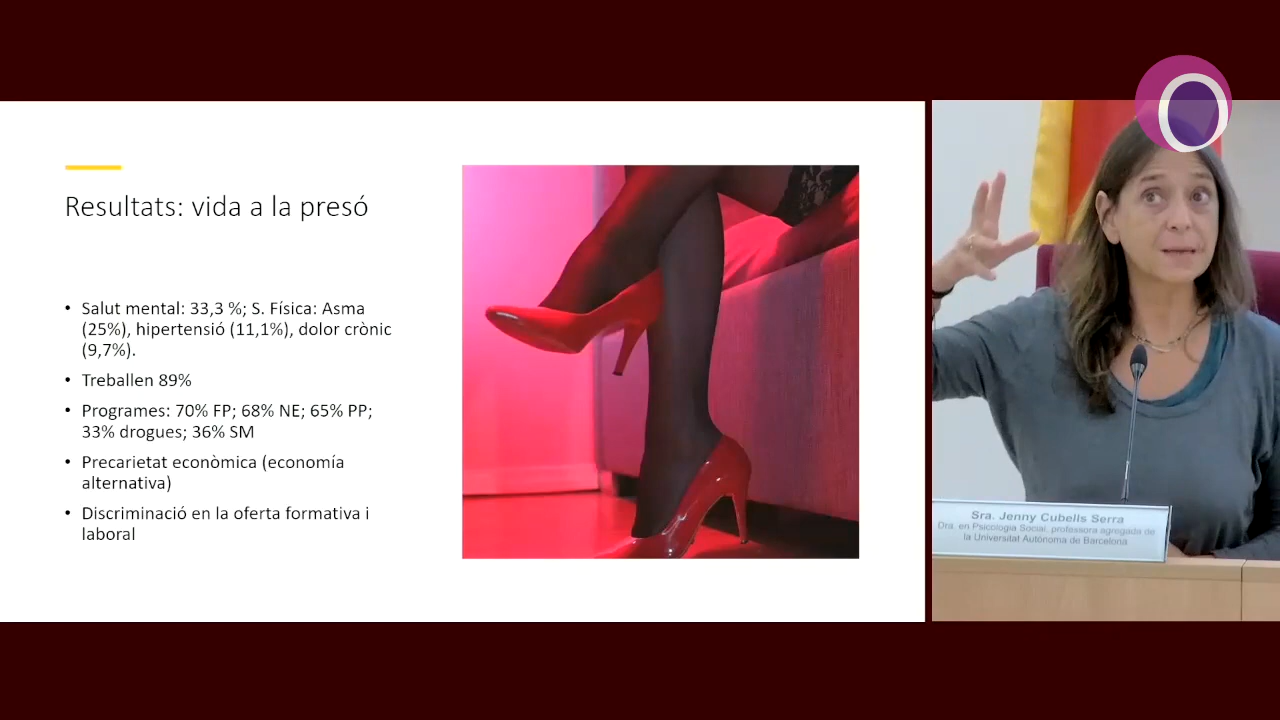 Resultats: vida a la presó
• Salut mental: 33,3 %; S. Física: Asma
(25%), hipertensió (11,1%), dolor crònic
(9,7%).
• Treballen 89%
• Programes: 70% FP; 68% NE; 65% PP;
33% drogues; 36% SM
• Precarietat econòmica (economía
alternativa)
• Discriminació en la oferta formativa i
laboral
Sra. Jenny Cubells Serra
Dra. en Psicologia Social, professora agregada de
la Universitat Autònoma de Barcelona